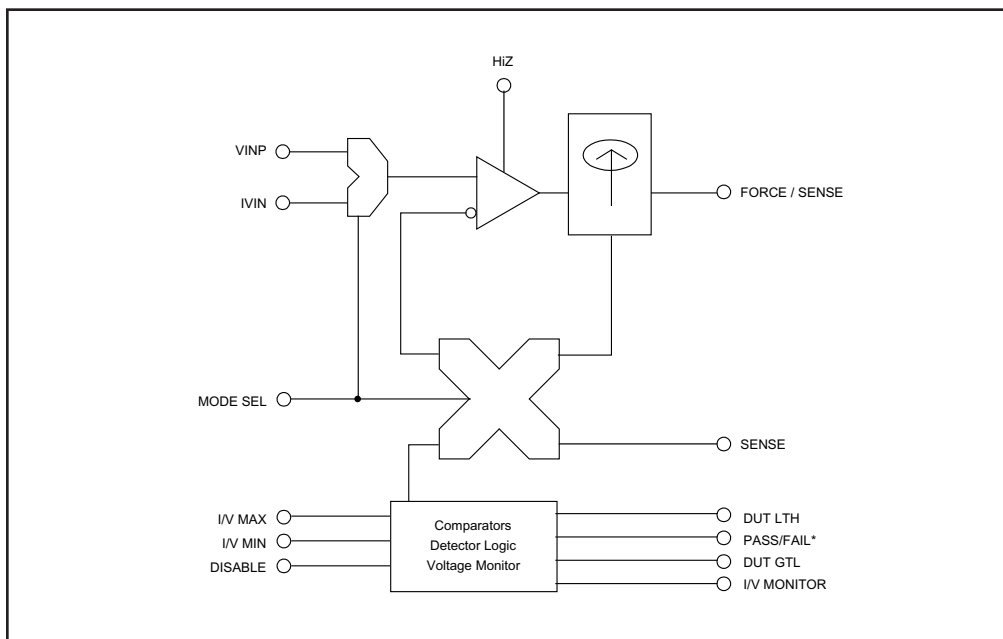 HiZ
VINP
IVIN
FORCE / SENSE
MODE SEL
SENSE
I/V MAX
I/V MIN
DISABLE
Comparators
Detector Logic
Voltage Monitor
DUT LTH
PASS/FAIL*
DUT GTL
I/V MONITOR